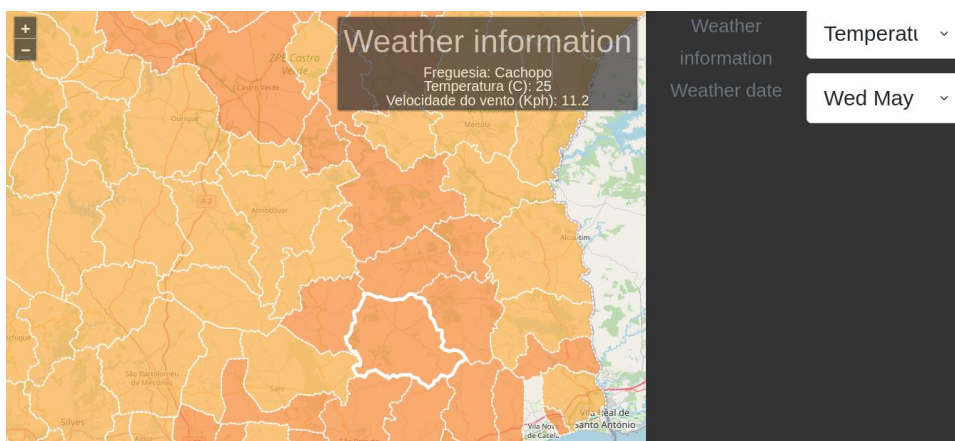 +
−
Weather information
Freguesia: Cachopo
Temperatura (C): 25
Velocidade do vento (Kph): 11.2
Weather
information
Temperatu
Weather date
Wed May
ZPE Castro
Verde
Castro Verde
Ourique
Mértola
A 2
Almodôvar
Alcoutim
São Bartolomeu
de Messines
Salir
Silves
Vila Real de
Santo António
Vila Nova
de Cacela